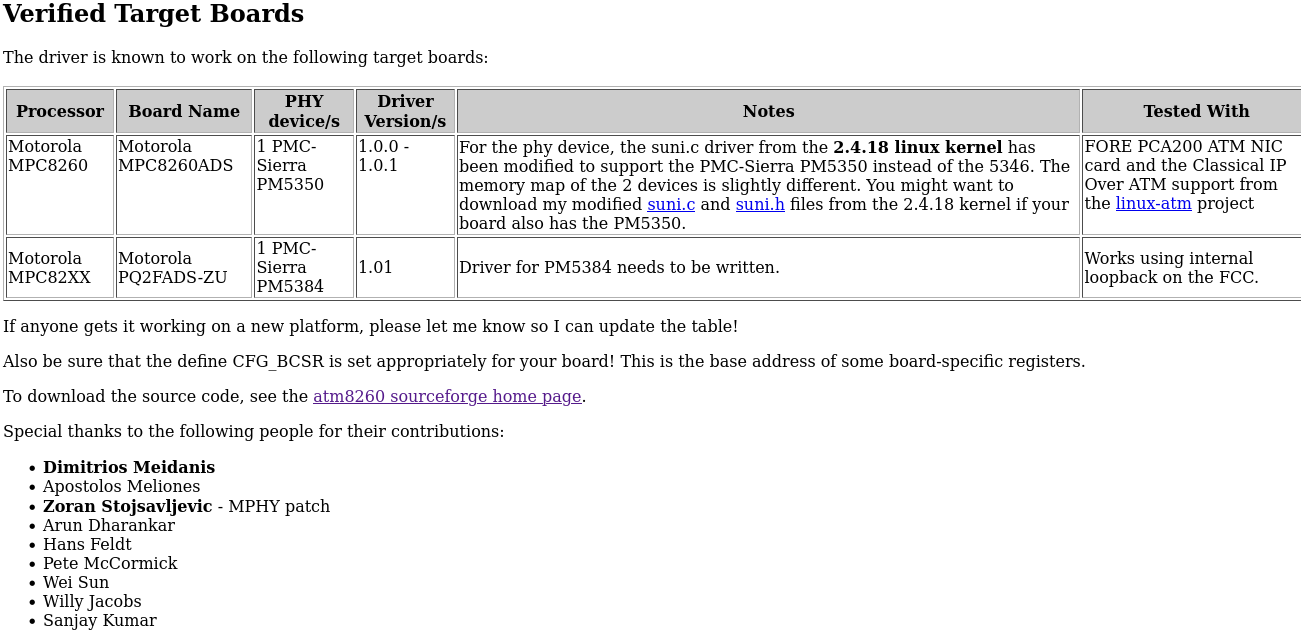 Verified Target Boards
The driver is known to work on the following target boards:
Processor
Board Name
PHY
device/s
Driver
Version/s
Notes
Tested With
Motorola
MPC8260
Motorola
MPC8260ADS
1 PMC-
Sierra
PM5350
1.0.0 -
1.0.1
For the phy device, the suni.c driver from the 2.4.18 linux kernel has
been modified to support the PMC-Sierra PM5350 instead of the 5346. The
memory map of the 2 devices is slightly different. You might want to
download my modified suni.c and suni.h files from the 2.4.18 kernel if your
board also has the PM5350.
FORE PCA200 ATM NIC
card and the Classical IP
Over ATM support from
the linux-atm project
Motorola
MPC82XX
Motorola
PQ2FADS-ZU
1 PMC-
Sierra
PM5384
1.01
Driver for PM5384 needs to be written.
Works using internal
loopback on the FCC.
If anyone gets it working on a new platform, please let me know so I can update the table!
Also be sure that the define CFG_BCSR is set appropriately for your board! This is the base address of some board-specific registers.
To download the source code, see the atm8260 sourceforge home page.
Special thanks to the following people for their contributions:
• Dimitrios Meidanis
• Apostolos Meliones
• Zoran Stojsavljevic - MPHY patch
• Arun Dharankar
• Hans Feldt
• Pete McCormick
• Wei Sun
• Willy Jacobs
• Sanjay Kumar